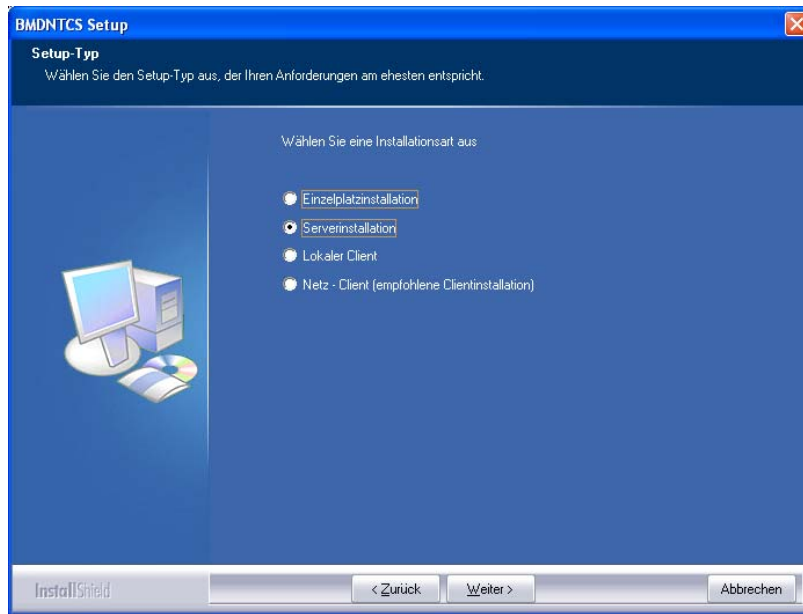 BMDNTCS Setup
Setup-Typ
Wählen Sie den Setup-Typ aus, der Ihren Anforderungen am ehesten entspricht.
Wählen Sie eine Installationsart aus
Einzelplatzinstallation
Serverinstallation
Lokaler Client
Netz - Client (empfohlene Clientinstallation)
InstallShield
< Zurück
Weiter >
Abbrechen